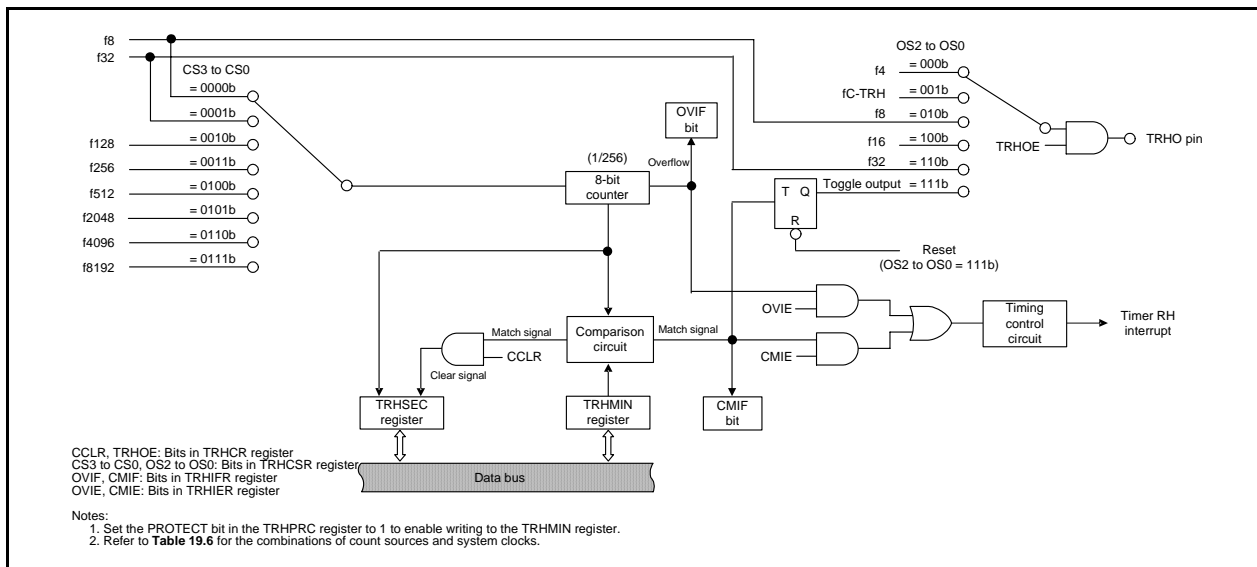 f8
f32
CS3 to CS0
= 0000b
= 0001b
f128 = 0010b
f256 = 0011b
f512 = 0100b
f2048 = 0101b
f4096 = 0110b
f8192 = 0111b
(1/256)
8-bit
counter
Overflow
OVIF
bit
OS2 to OS0
f4 = 000b
fC-TRH = 001b
f8 = 010b
f16 = 100b
f32 = 110b
Toggle output = 111b
TRHOE
TRHO pin
T Q
R
Reset
(OS2 to OS0 = 111b)
OVIE
CMIE
Timing
control
circuit
Timer RH
interrupt
Match signal
Comparison
circuit
Match signal
CCLR
Clear signal
TRHSEC
register
TRHMIN
register
CMIF
bit
Data bus
CCLR, TRHOE: Bits in TRHCR register
CS3 to CS0, OS2 to OS0: Bits in TRHCSR register
OVIF, CMIF: Bits in TRHIFR register
OVIE, CMIE: Bits in TRHIER register
Notes:
1. Set the PROTECT bit in the TRHPRC register to 1 to enable writing to the TRHMIN register.
2. Refer to Table 19.6 for the combinations of count sources and system clocks.